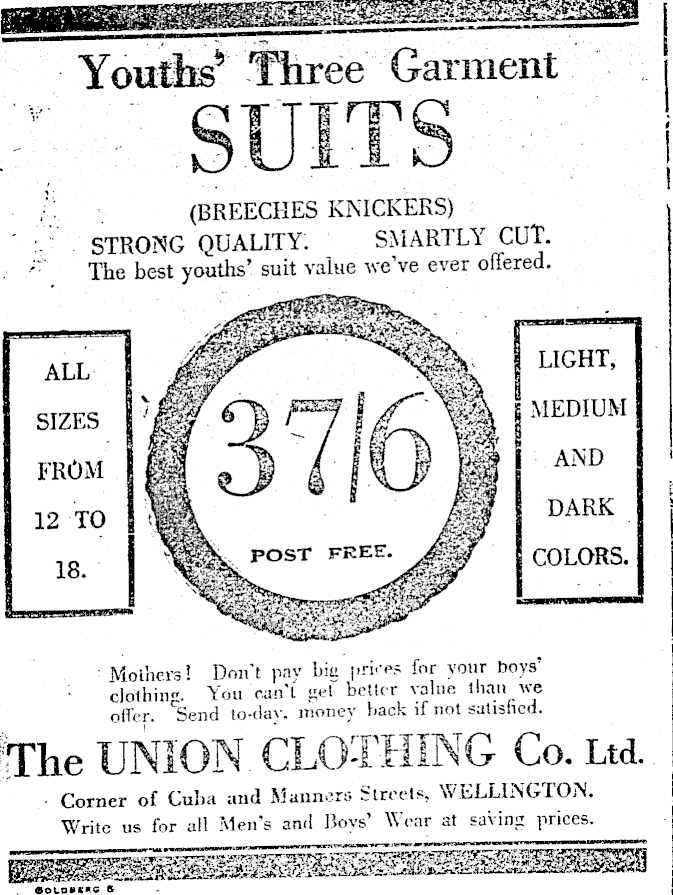 Youths' Three Garment
SUITS
(BREECHES KNICKERS)
STRONG QUALITY. SMARTLY CUT.
The best youths' suit value we've ever offered.
ALL
SIZES
FROM
12 TO
18.
37/6
POST FREE.
LIGHT,
MEDIUM
AND
DARK
COLORS.
Mothers! Don't pay big prices for your boys'
clothing. You can't get better value than we
offer. Send to-day, money back if not satisfied.
The UNION CLOTHING Co. Ltd.
Corner of Cuba and Manners Streets, WELLINGTON.
Write us for all Men's and Boys' Wear at saving prices.
GOLDBERG 6